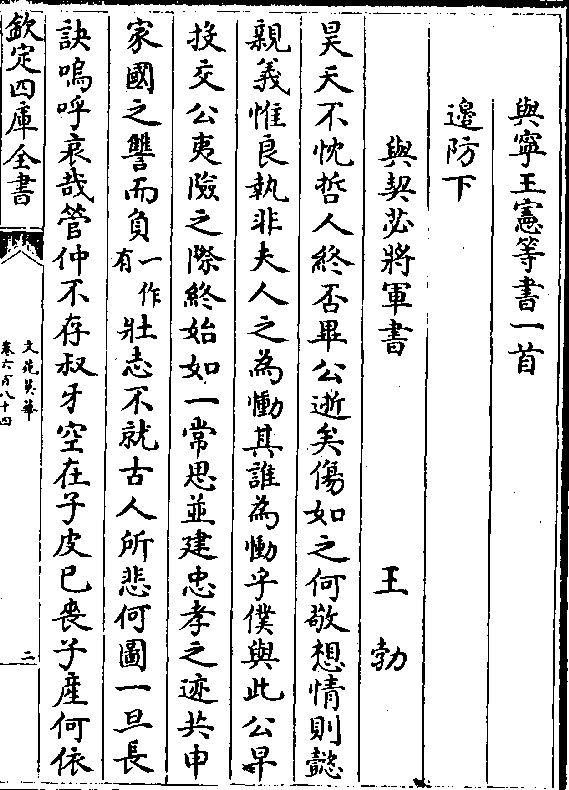 與寧王憲等書一首
邊防下
與契苾將軍書　王勃
昊天不忱哲人終否畢公逝矣傷如之何敬想情則懿
親義惟良執非夫人之為慟其誰為慟乎僕與此公早
投交公夷險之際終始如一常思並建忠孝之迹共申
家國之讐而負一作有壯志不就古人所悲何圖一旦長
訣嗚呼哀哉管仲不存叔牙空在子皮已喪子產何依
欽定四庫全書
文苑英華
卷六百八十四
二